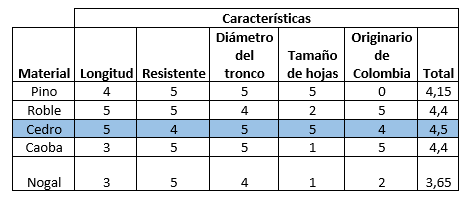 Características
Material Longitud Resistente Diámetro del tronco Tamaño de hojas Originario de Colombia Total
Pino 4 5 5 5 0 4,15
Roble 5 5 4 2 5 4,4
Cedro 5 4 5 5 4 4,5
Caoba 3 5 5 1 5 4,4
Nogal 3 5 4 1 2 3,65